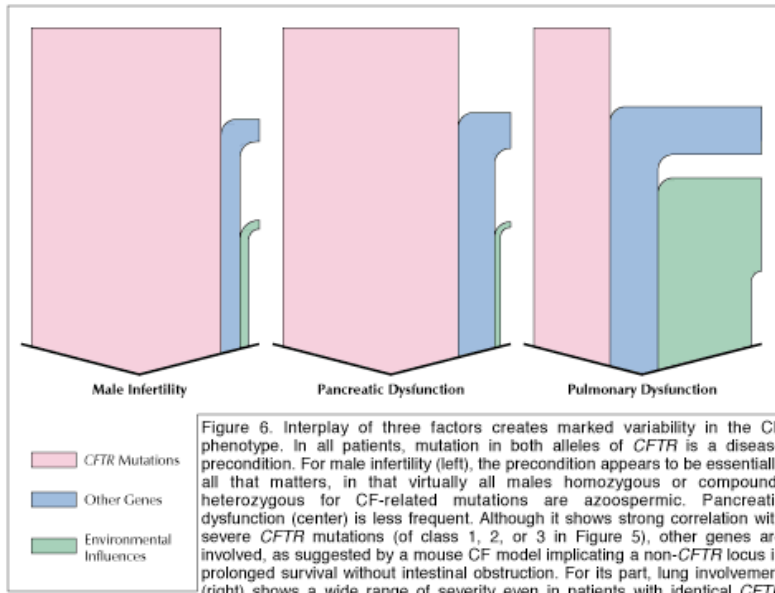 Male Infertility
Pancreatic Dysfunction
Pulmonary Dysfunction
CFTR Mutations
Other Genes
Environmental
Influences
Figure 6. Interplay of three factors creates marked variability in the
phenotype. In all patients, mutation in both alleles of CFTR is a
precondition. For male infertility (left), the precondition appears to be
all that matters, in that virtually all males homozygous or
heterozygous for CF-related mutations are azoospermic.
dysfunction (center) is less frequent. Although it shows strong correlation
severe CFTR mutations (of class 1, 2, or 3 in Figure 5), other genes
involved, as suggested by a mouse CF model implicating a non-CFTR locus
prolonged survival without intestinal obstruction. For its part, lung
(right) shows a wide range of severity even in patients with identical